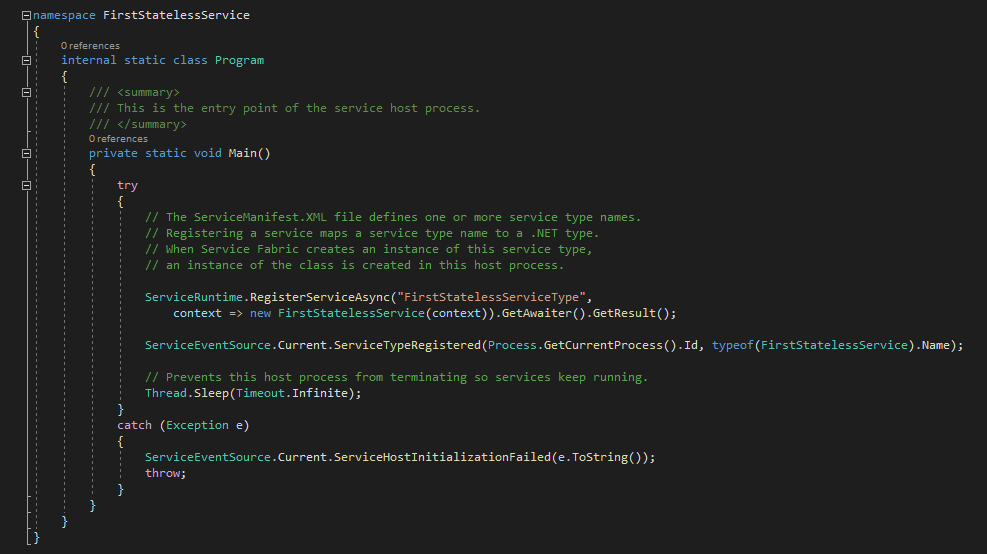 namespace FirstStatelessService
{
0 references
internal static class Program
{
/// <summary>
/// This is the entry point of the service host process.
/// </summary>
0 references
private static void Main()
{
try
{
// The ServiceManifest.XML file defines one or more service type names.
// Registering a service maps a service type name to a .NET type.
// When Service Fabric creates an instance of this service type,
// an instance of the class is created in this host process.
ServiceRuntime.RegisterServiceAsync("FirstStatelessServiceType",
context => new FirstStatelessService(context)).GetAwaiter().GetResult();
ServiceEventSource.Current.ServiceTypeRegistered(Process.GetCurrentProcess().Id, typeof(FirstStatelessService).Name);
// Prevents this host process from terminating so services keep running.
Thread.Sleep(Timeout.Infinite);
}
catch (Exception e)
{
ServiceEventSource.Current.ServiceHostInitializationFailed(e.ToString());
throw;
}
}
}
}